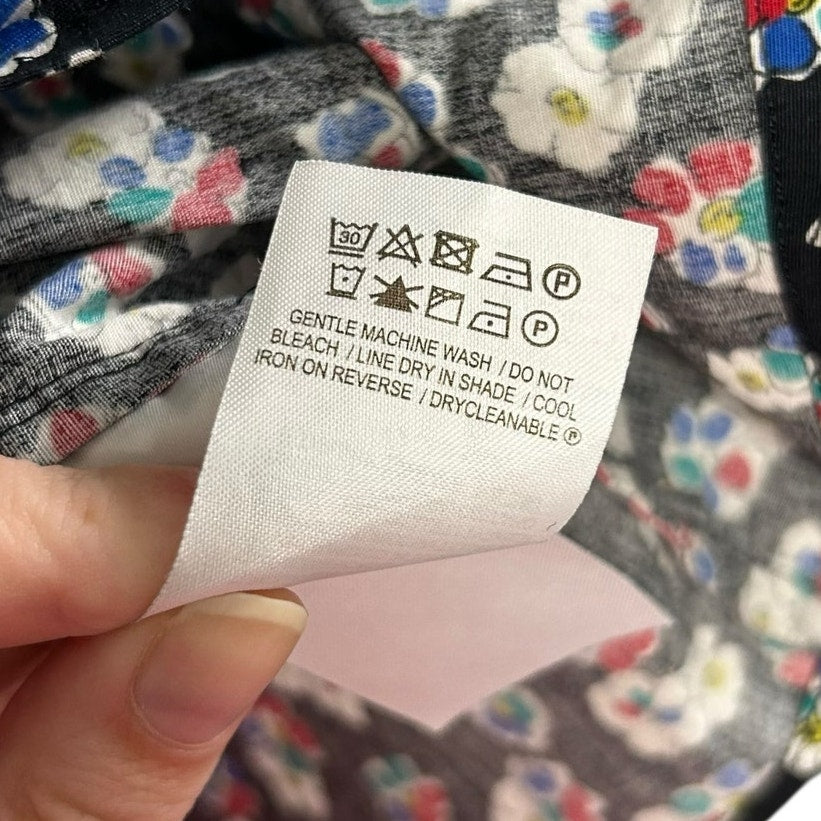 30 P
P
GENTLE MACHINE WASH / DO NOT
BLEACH / LINE DRY IN SHADE / COOL
IRON ON REVERSE / DRYCLEANABLE Ⓟ